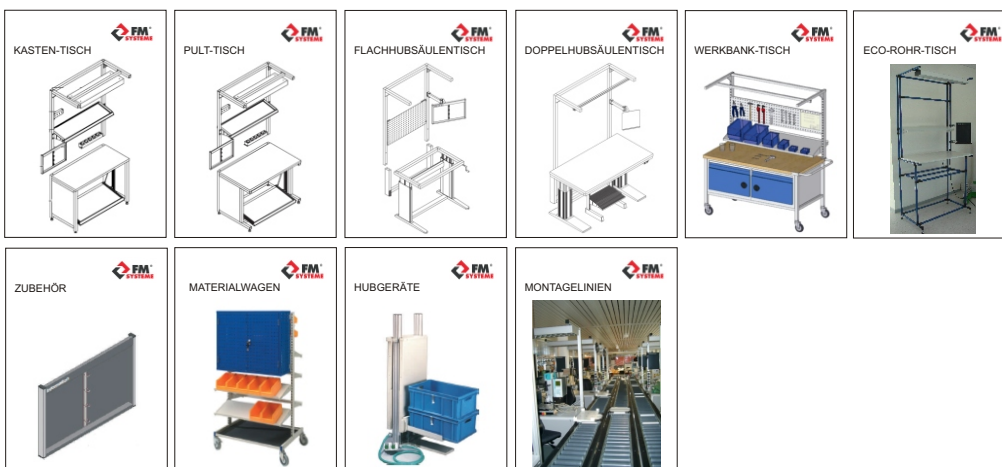 FM®
SYSTEME
KASTEN-TISCH
FM®
SYSTEME
PULT-TISCH
FM®
SYSTEME
FLACHHUBSÄULENTISCH
FM®
SYSTEME
DOPPELHUBSÄULENTISCH
FM®
SYSTEME
WERKBANK-TISCH
FM®
SYSTEME
ECO-ROHR-TISCH
FM®
SYSTEME
ZUBEHÖR
FM®
SYSTEME
MATERIALWAGEN
FM®
SYSTEME
HUBGERÄTE
FM®
SYSTEME
MONTAGELINIEN